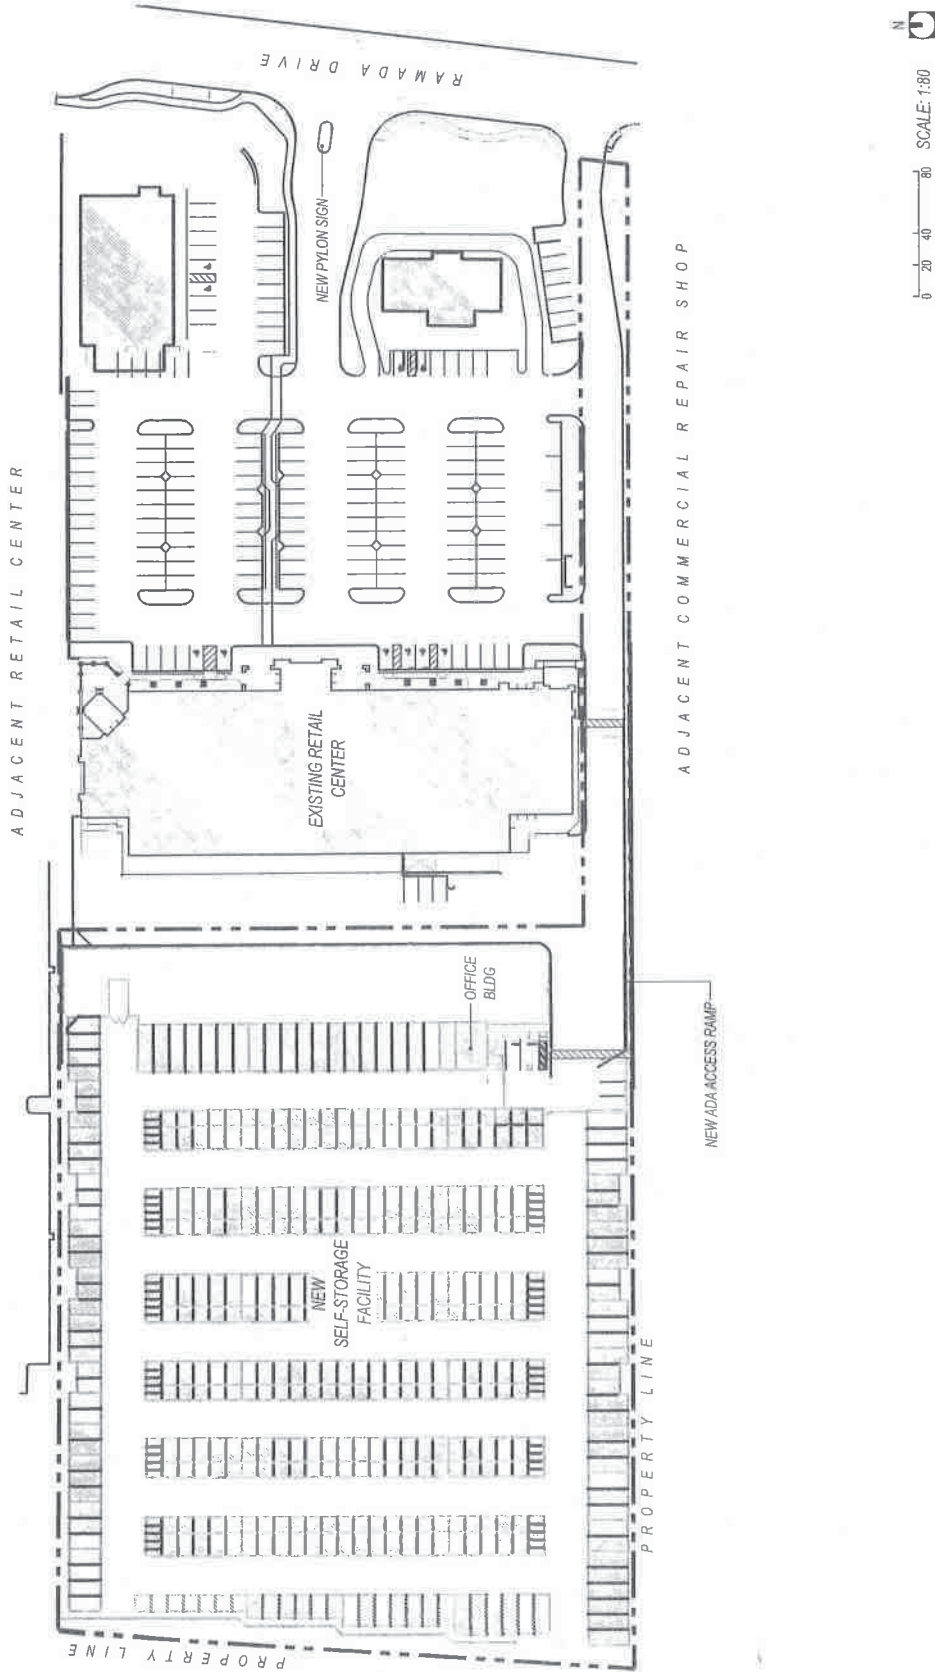 RAMADA DRIVE
NEW PYLON SIGN
ADJACENT RETAIL CENTER
EXISTING RETAIL
CENTER
ADJACENT COMMERCIAL REPAIR SHOP
OFFICE
BLDG
NEW ADA ACCESS RAMP
NEW
SELF-STORAGE
FACILITY
PROPERTY LINE
PROPERTY LINE
N
0 20 40 80 SCALE: 1:80